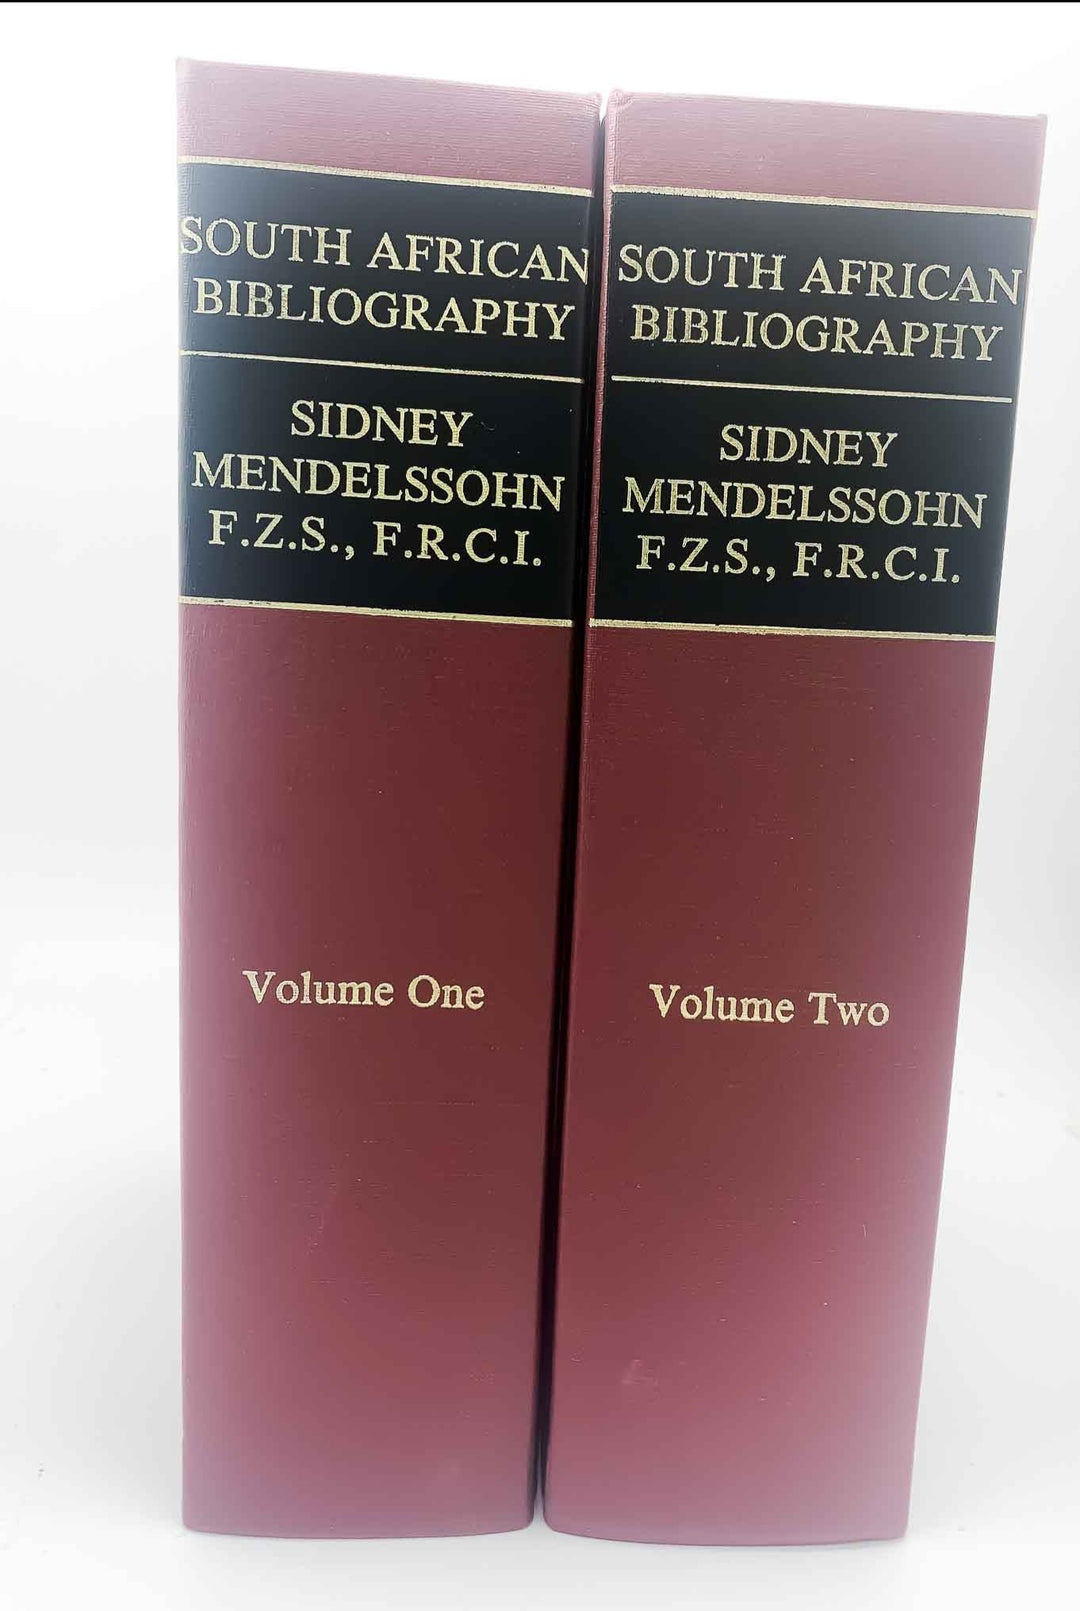 SOUTH AFRICAN
BIBLIOGRAPHY
SIDNEY
MENDELSSOHN
F.Z.S., F.R.C.I.
Volume One
SOUTH AFRICAN
BIBLIOGRAPHY
SIDNEY
MENDELSSOHN
F.Z.S., F.R.C.I.
Volume Two